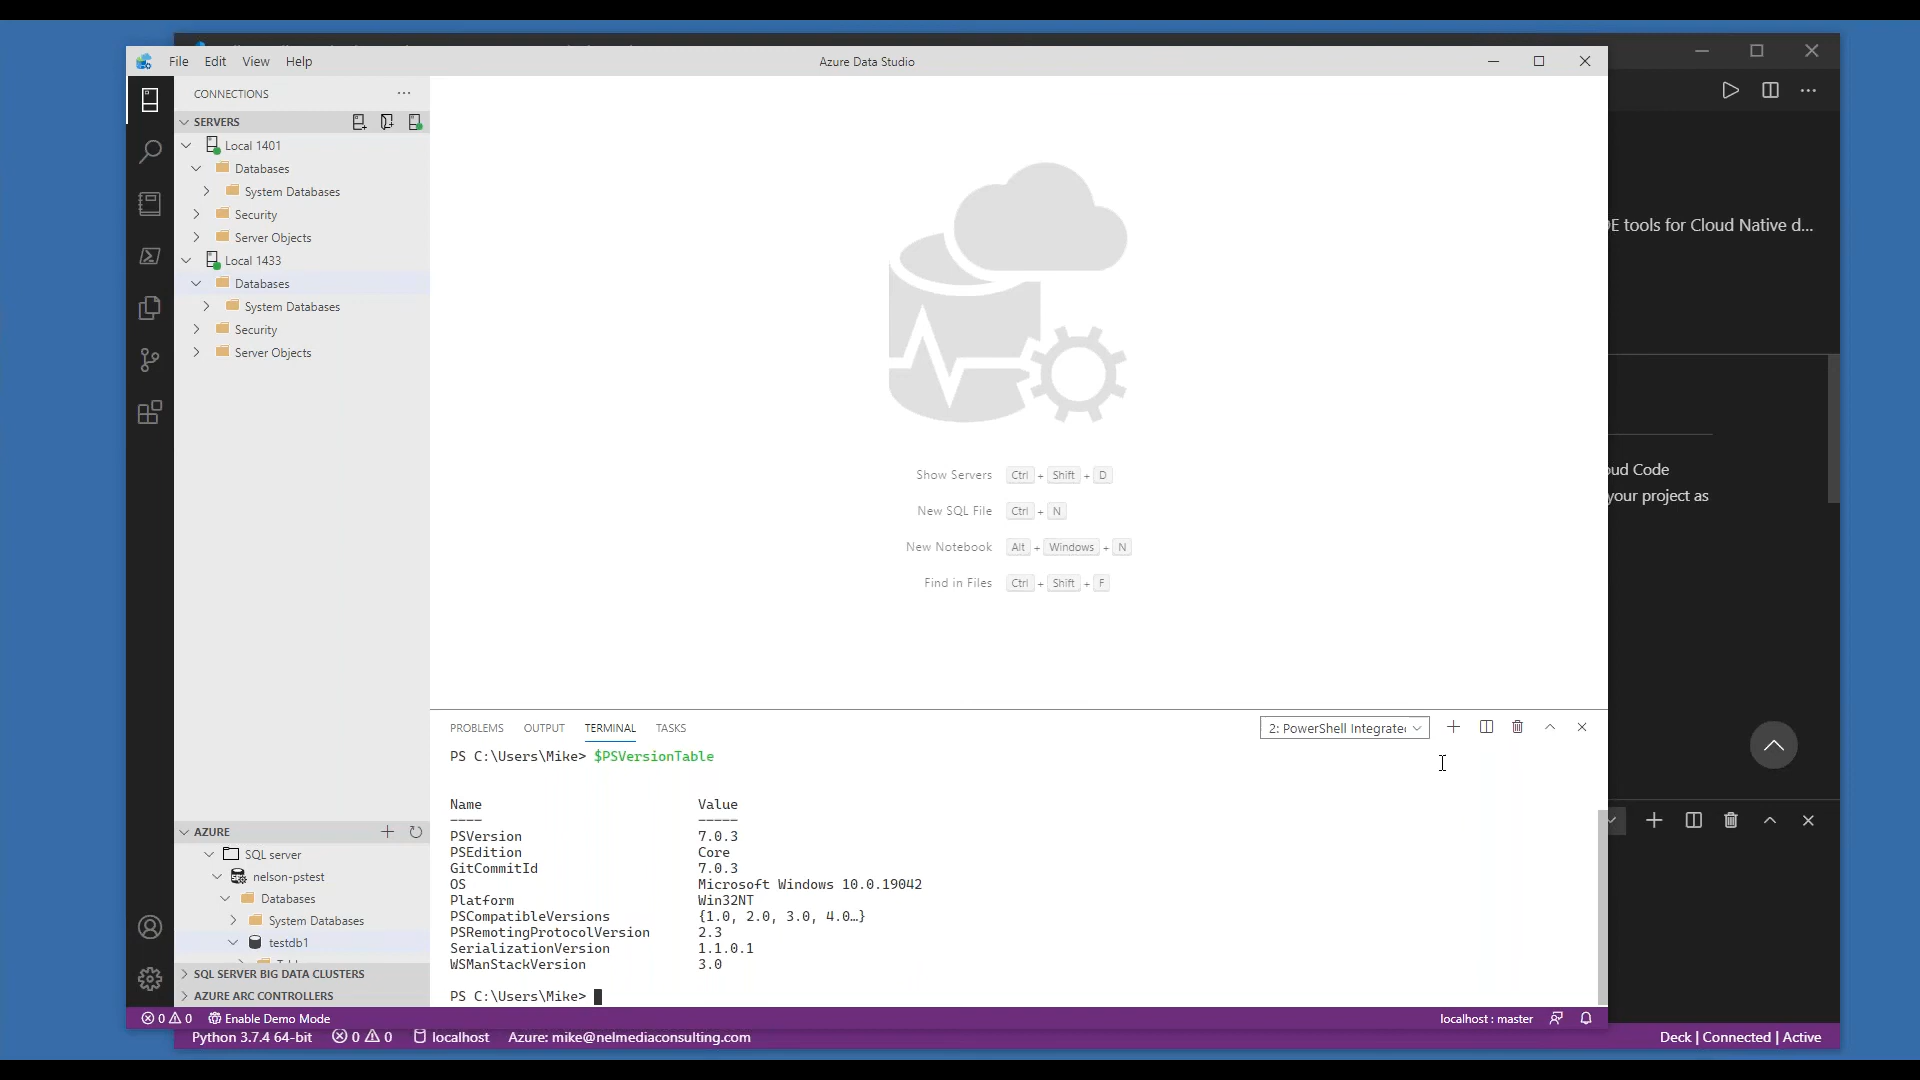 File Edit View Help
Azure Data Studio
CONNECTIONS
SERVERS
Local 1401
Databases
System Databases
Security
Server Objects
Local 1433
Databases
System Databases
Security
Server Objects
Show Servers Ctrl + Shift + D
New SQL File Ctrl + N
New Notebook Alt + Windows + N
Find in Files Ctrl + Shift + F
E tools for Cloud Native d...
ud Code
your project as
PROBLEMS OUTPUT TERMINAL TASKS
2: PowerShell Integrate
PS C:\Users\Mike> $PSVersionTable
Name Value
---- -----
PSVersion 7.0.3
PSEdition Core
GitCommitId 7.0.3
OS Microsoft Windows 10.0.19042
Platform Win32NT
PSCompatibleVersions {1.0, 2.0, 3.0, 4.0…}
PSRemotingProtocolVersion 2.3
SerializationVersion 1.1.0.1
WSManStackVersion 3.0
PS C:\Users\Mike>
AZURE
SQL server
nelson-pstest
Databases
System Databases
testdb1
SQL SERVER BIG DATA CLUSTERS
AZURE ARC CONTROLLERS
0 0 Enable Demo Mode
localhost : master
Python 3.7.4 64-bit 0 0 localhost Azure: mike@nelmediaconsulting.com
Deck | Connected | Active